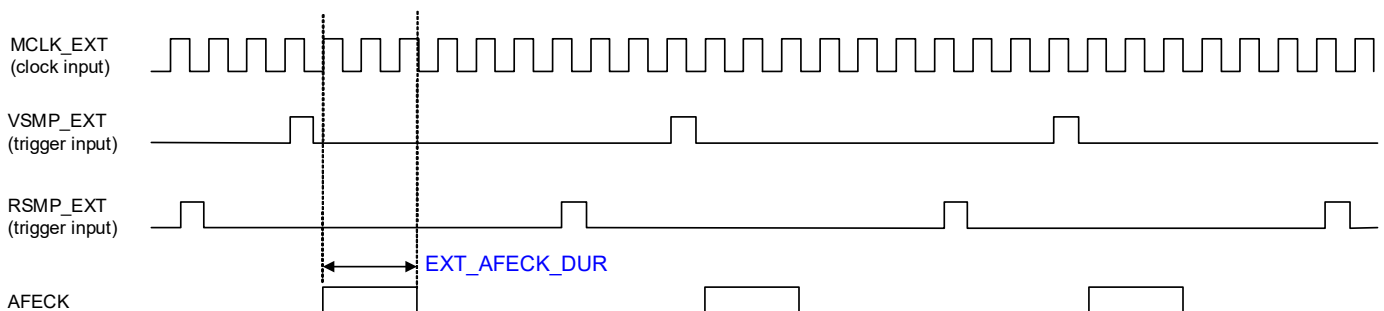 MCLK_EXT
(clock input)
VSMP_EXT
(trigger input)
RSMP_EXT
(trigger input)
EXT_AFECK_DUR
AFECK